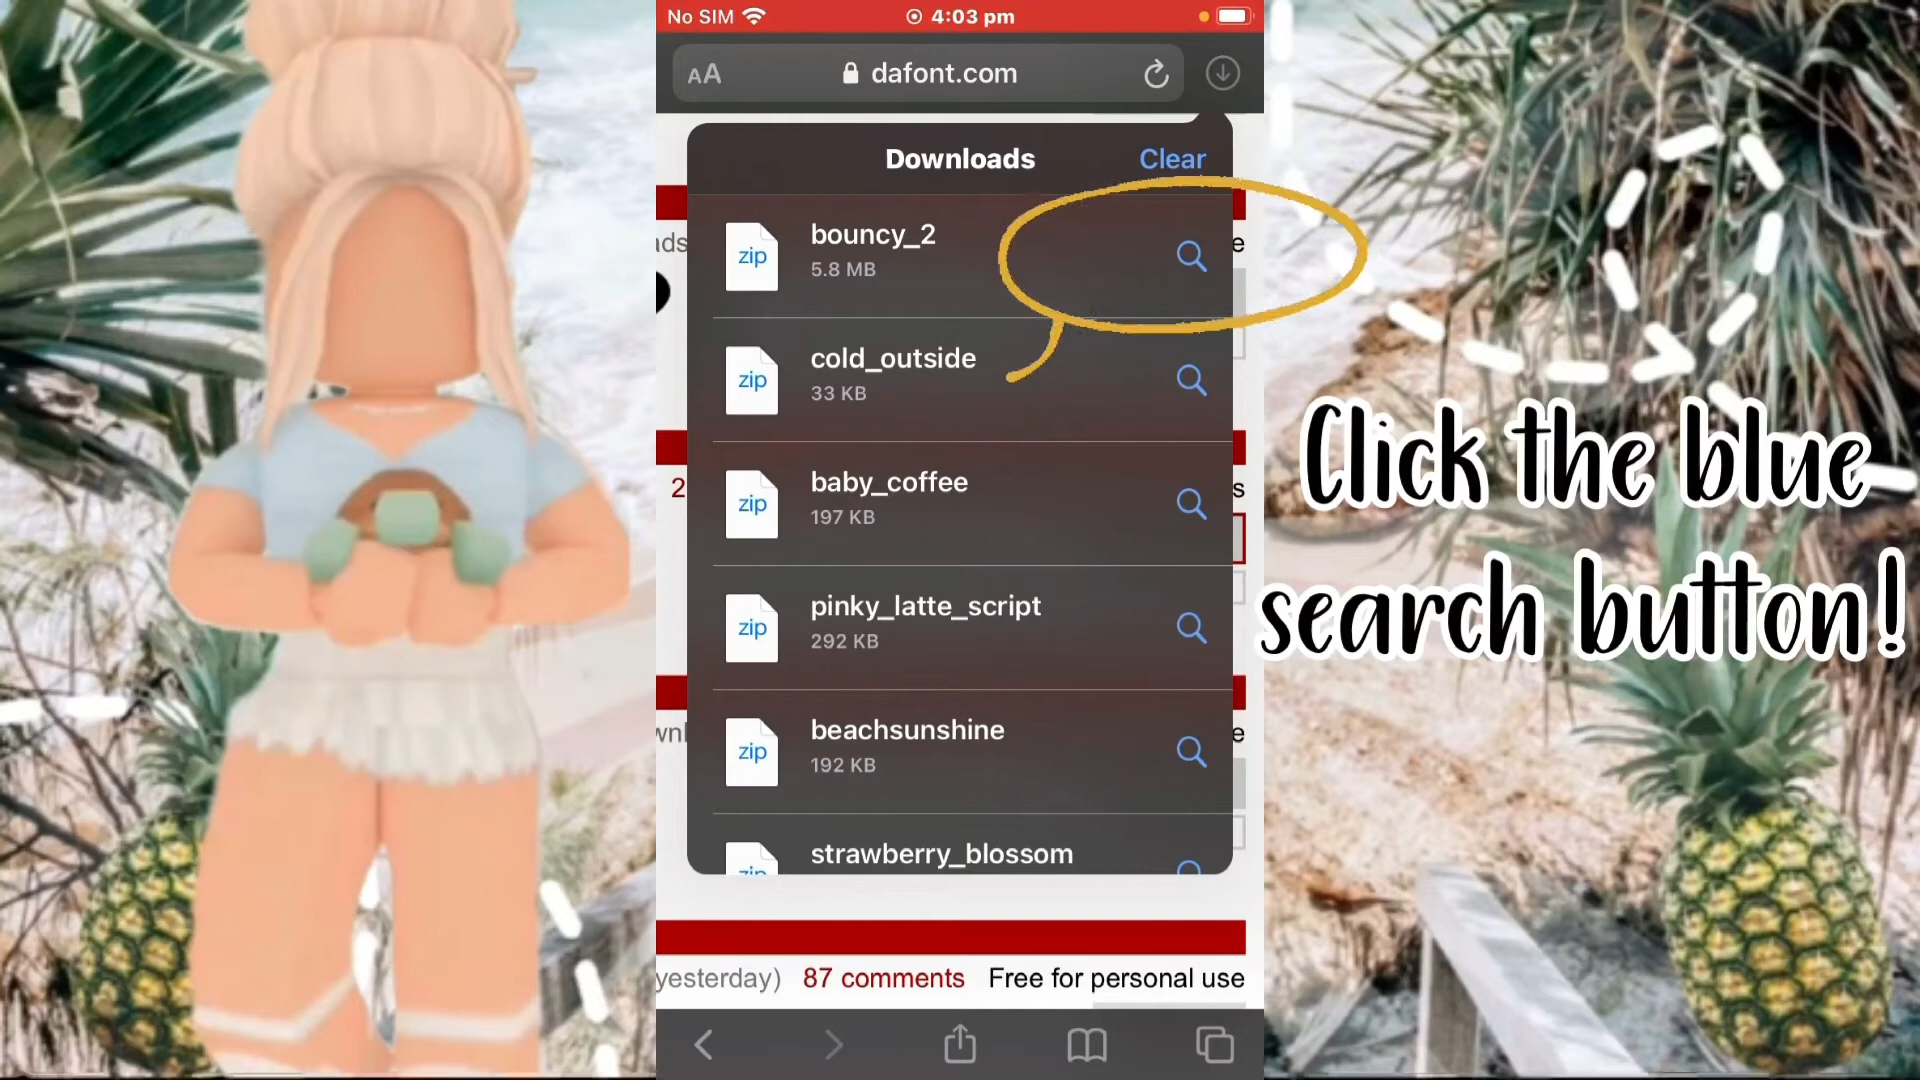 No SIM 4:03 pm
AA dafont.com
Downloads Clear
zip bouncy_2
5.8 MB
zip cold_outside
33 KB
zip baby_coffee
197 KB
zip pinky_latte_script
292 KB
zip beachsunshine
192 KB
zip strawberry_blossom
yesterday) 87 comments Free for personal use
Click the blue
search button!